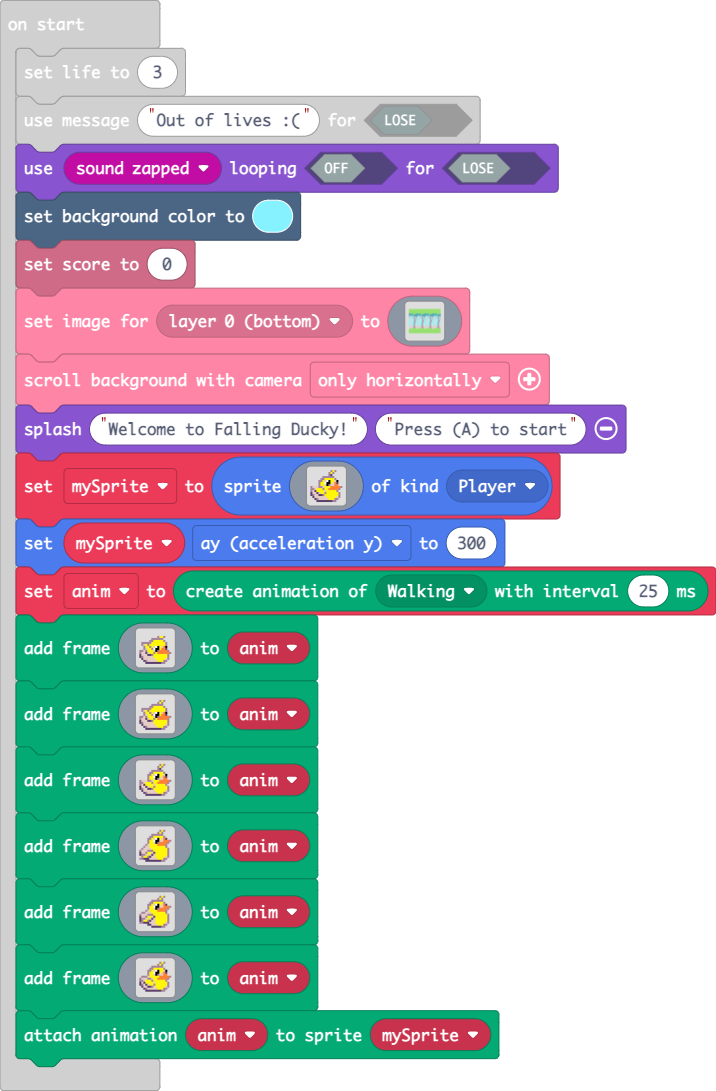 on start
set life to 3
use message "Out of lives :(" for LOSE
use sound zapped looping OFF for LOSE
set background color to
set score to 0
set image for layer 0 (bottom) to
scroll background with camera only horizontally
splash "Welcome to Falling Ducky!" "Press (A) to start"
set mySprite to sprite of kind Player
set mySprite ay (acceleration y) to 300
set anim to create animation of Walking with interval 25 ms
add frame to anim
add frame to anim
add frame to anim
add frame to anim
add frame to anim
add frame to anim
attach animation anim to sprite mySprite